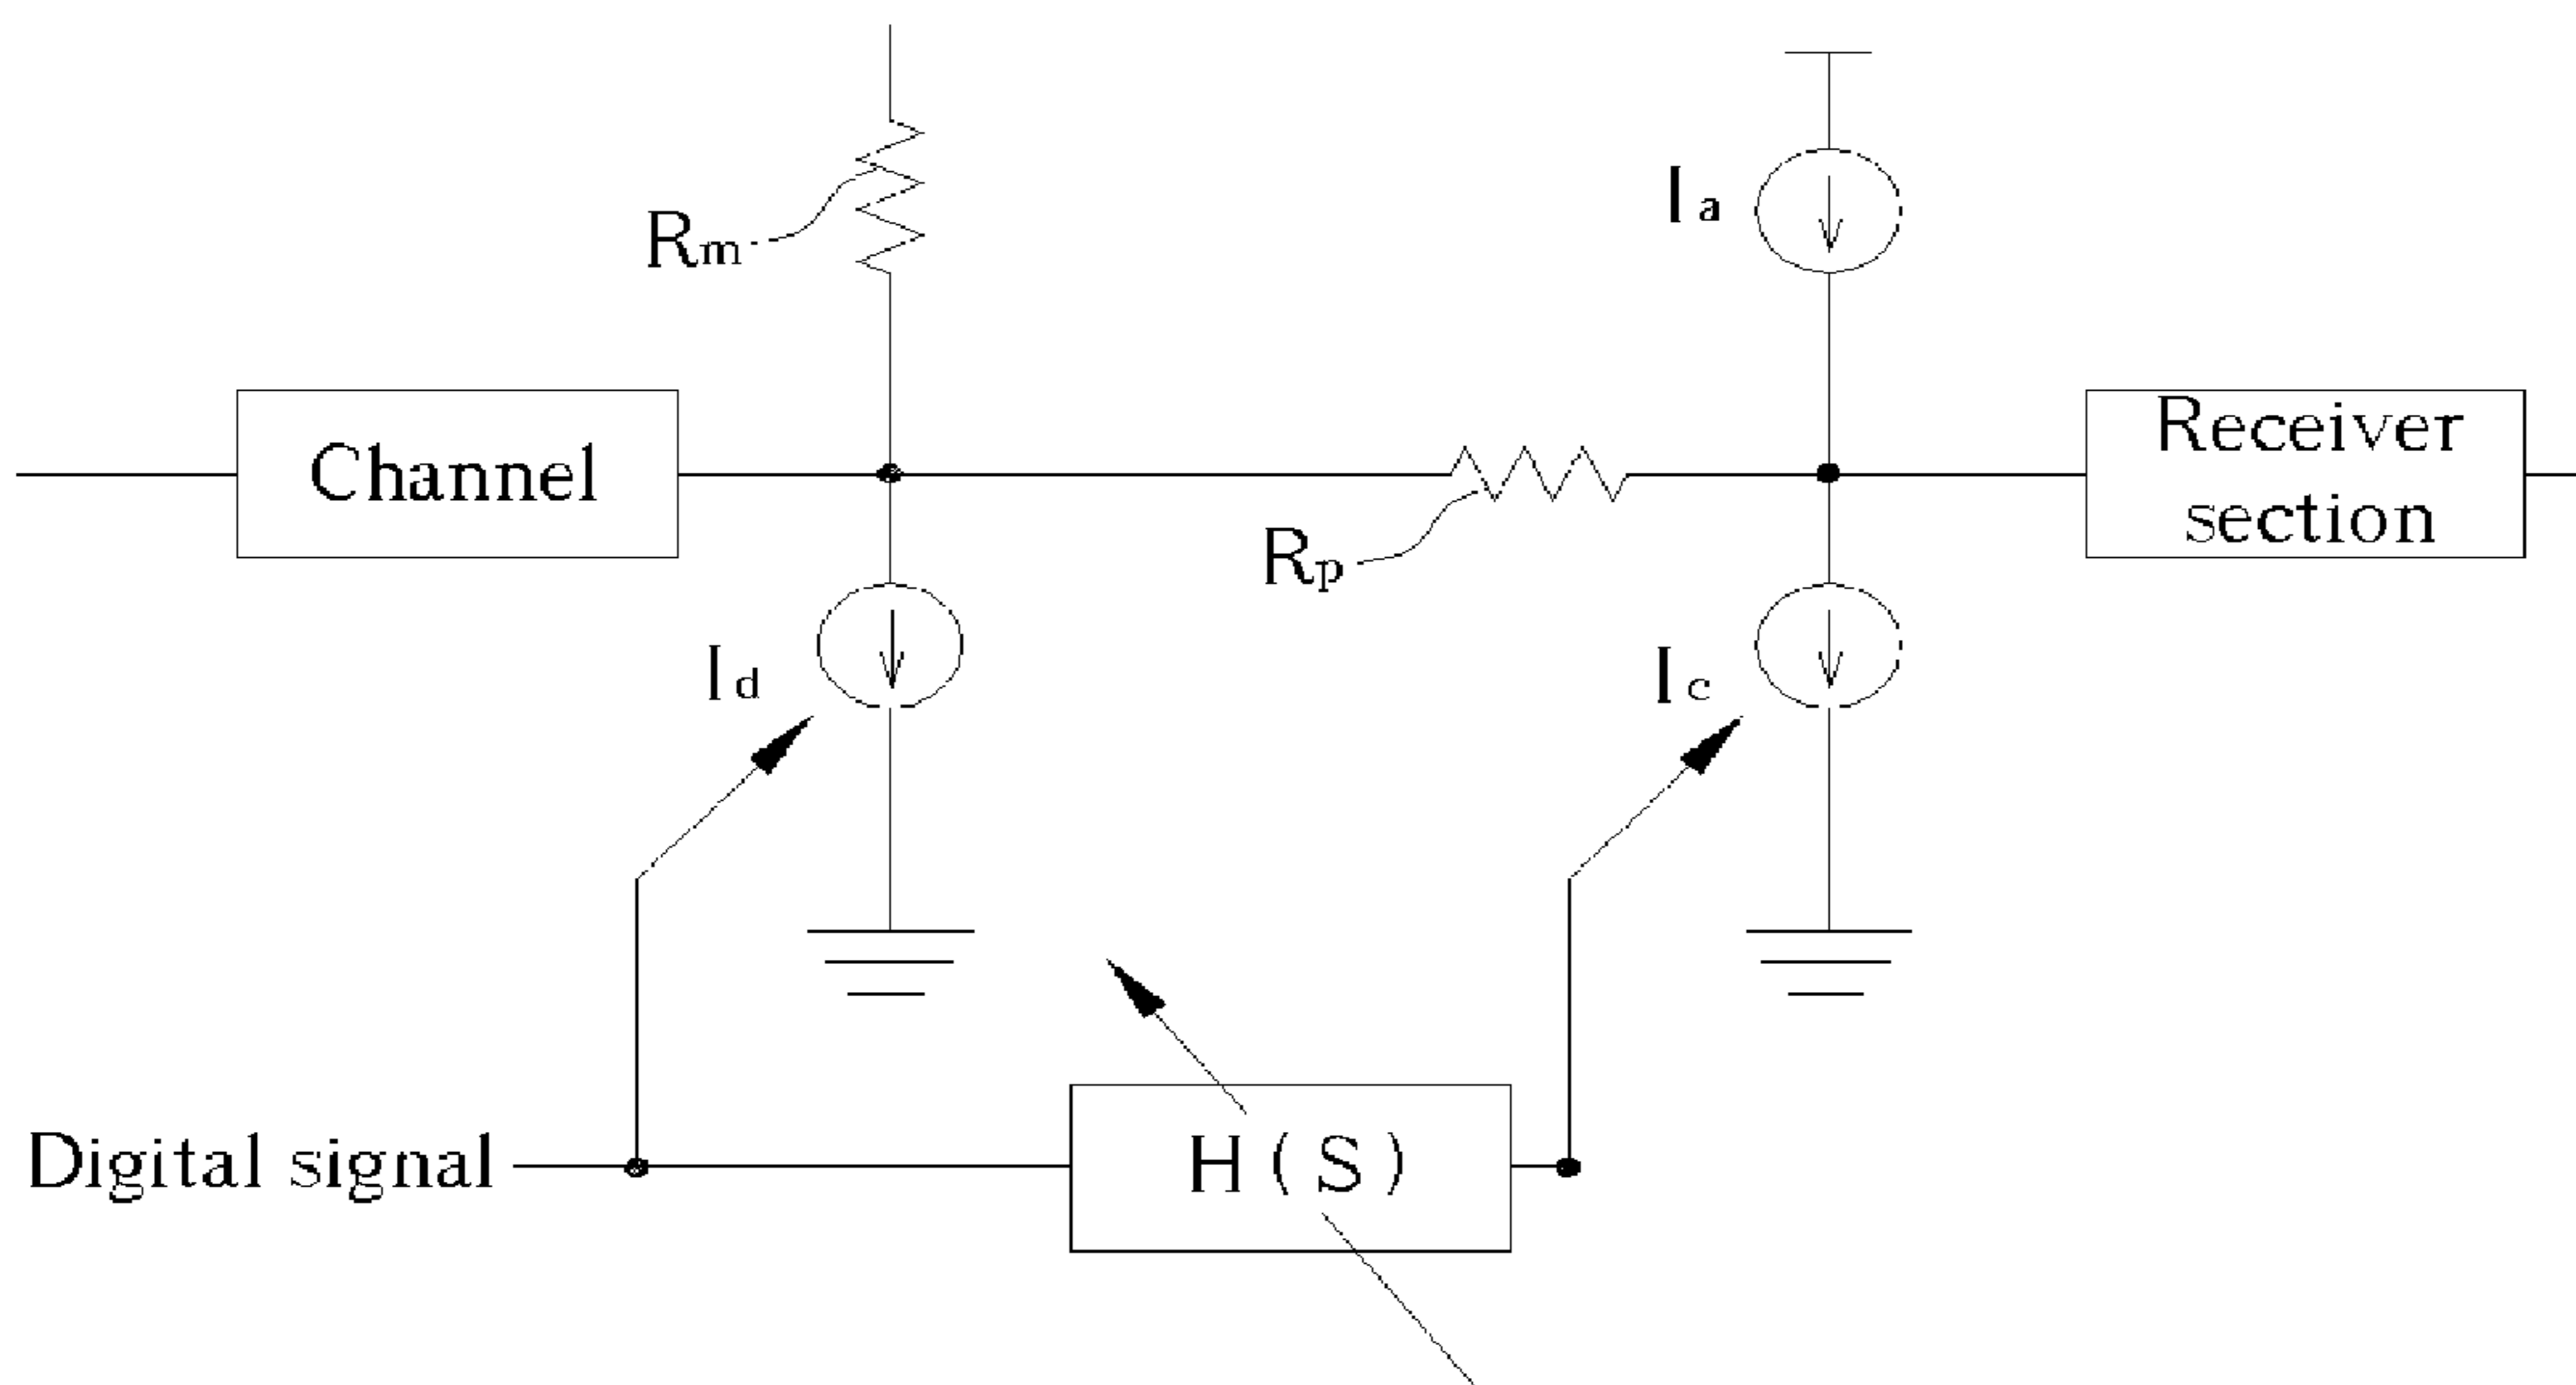 Ia
Rm
Channel
Receiver
section
Rp
Id
Ic
Digital signal
H(S)